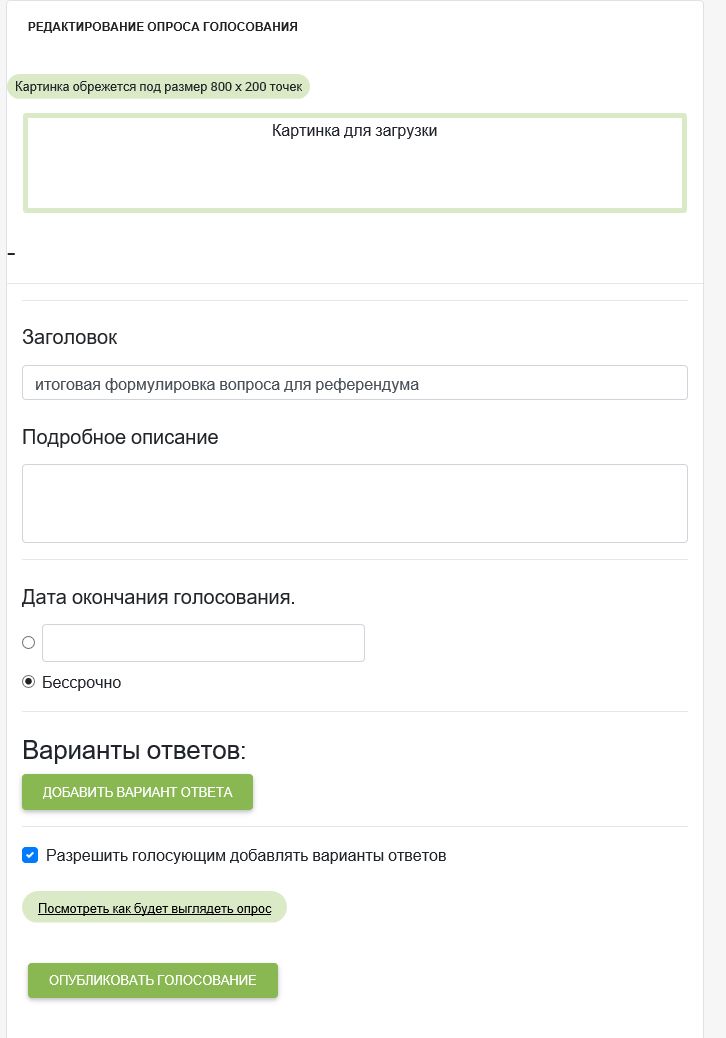 РЕДАКТИРОВАНИЕ ОПРОСА ГОЛОСОВАНИЯ
Картинка обрежется под размер 800 x 200 точек
Картинка для загрузки
-
Заголовок
итоговая формулировка вопроса для референдума
Подробное описание
Дата окончания голосования.
Бессрочно
Варианты ответов:
ДОБАВИТЬ ВАРИАНТ ОТВЕТА
Разрешить голосующим добавлять варианты ответов
Посмотреть как будет выглядеть опрос
ОПУБЛИКОВАТЬ ГОЛОСОВАНИЕ